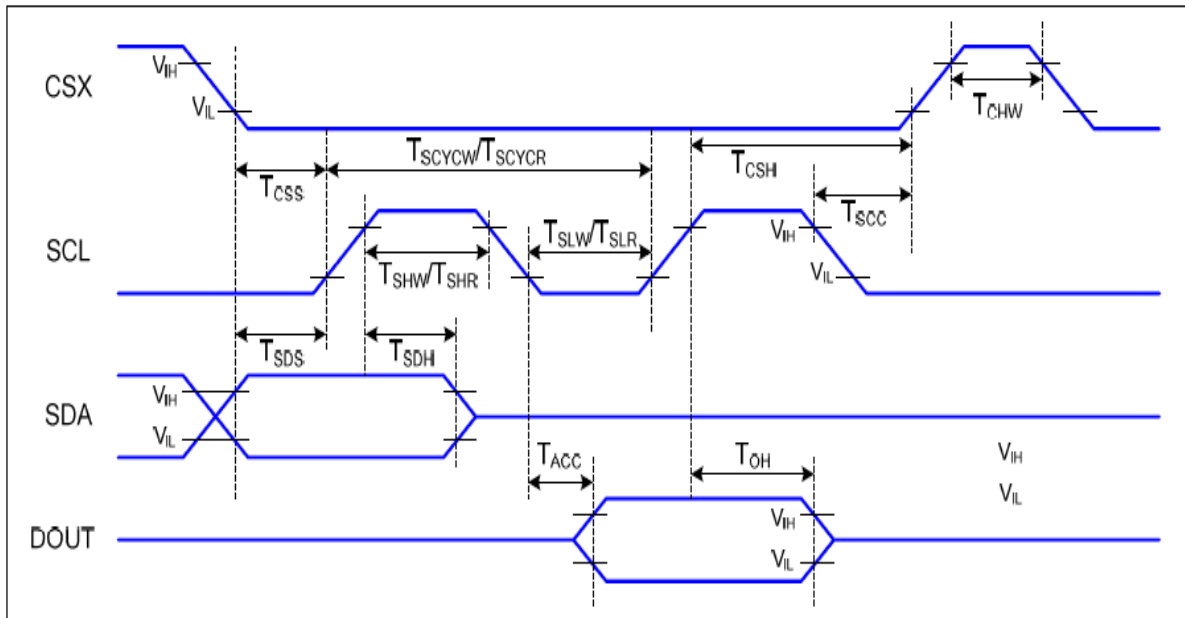 CSX
VIH
VIL
TCHW
TSCYCW/TSCYCR
TCSH
TCSS
TSCC
SCL
TSLW/TSLR
VIH
TSHW/TSHR
VIL
TSDS
TSDH
SDA
VIH
VIL
TACC
TOH
VIH
VIL
DOUT
VIH
VIL